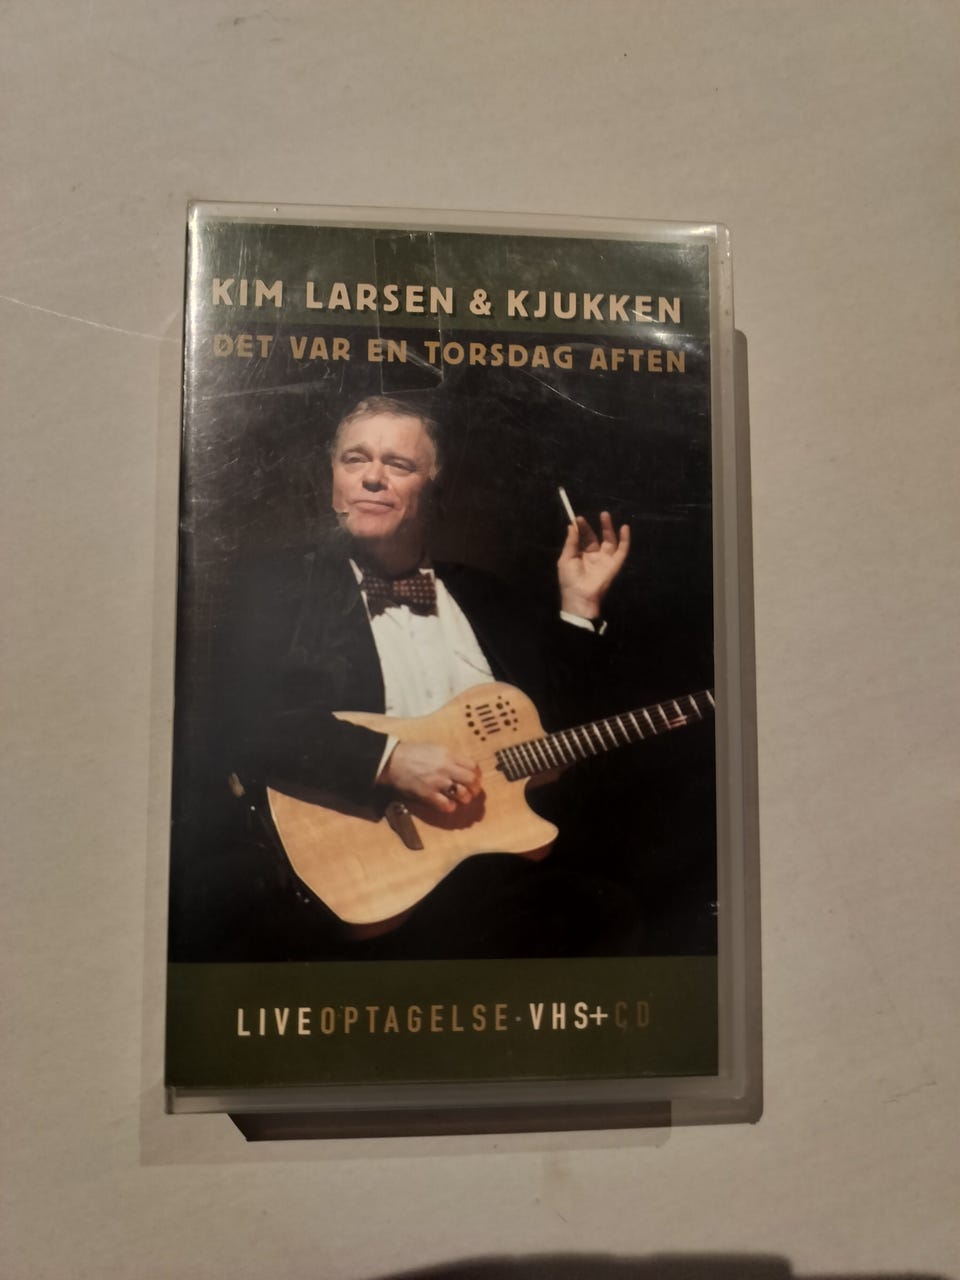 KIM LARSEN & KJUKKEN
DET VAR EN TORSDAG AFTEN
LIVEOPTAGELSE·VHS+CD